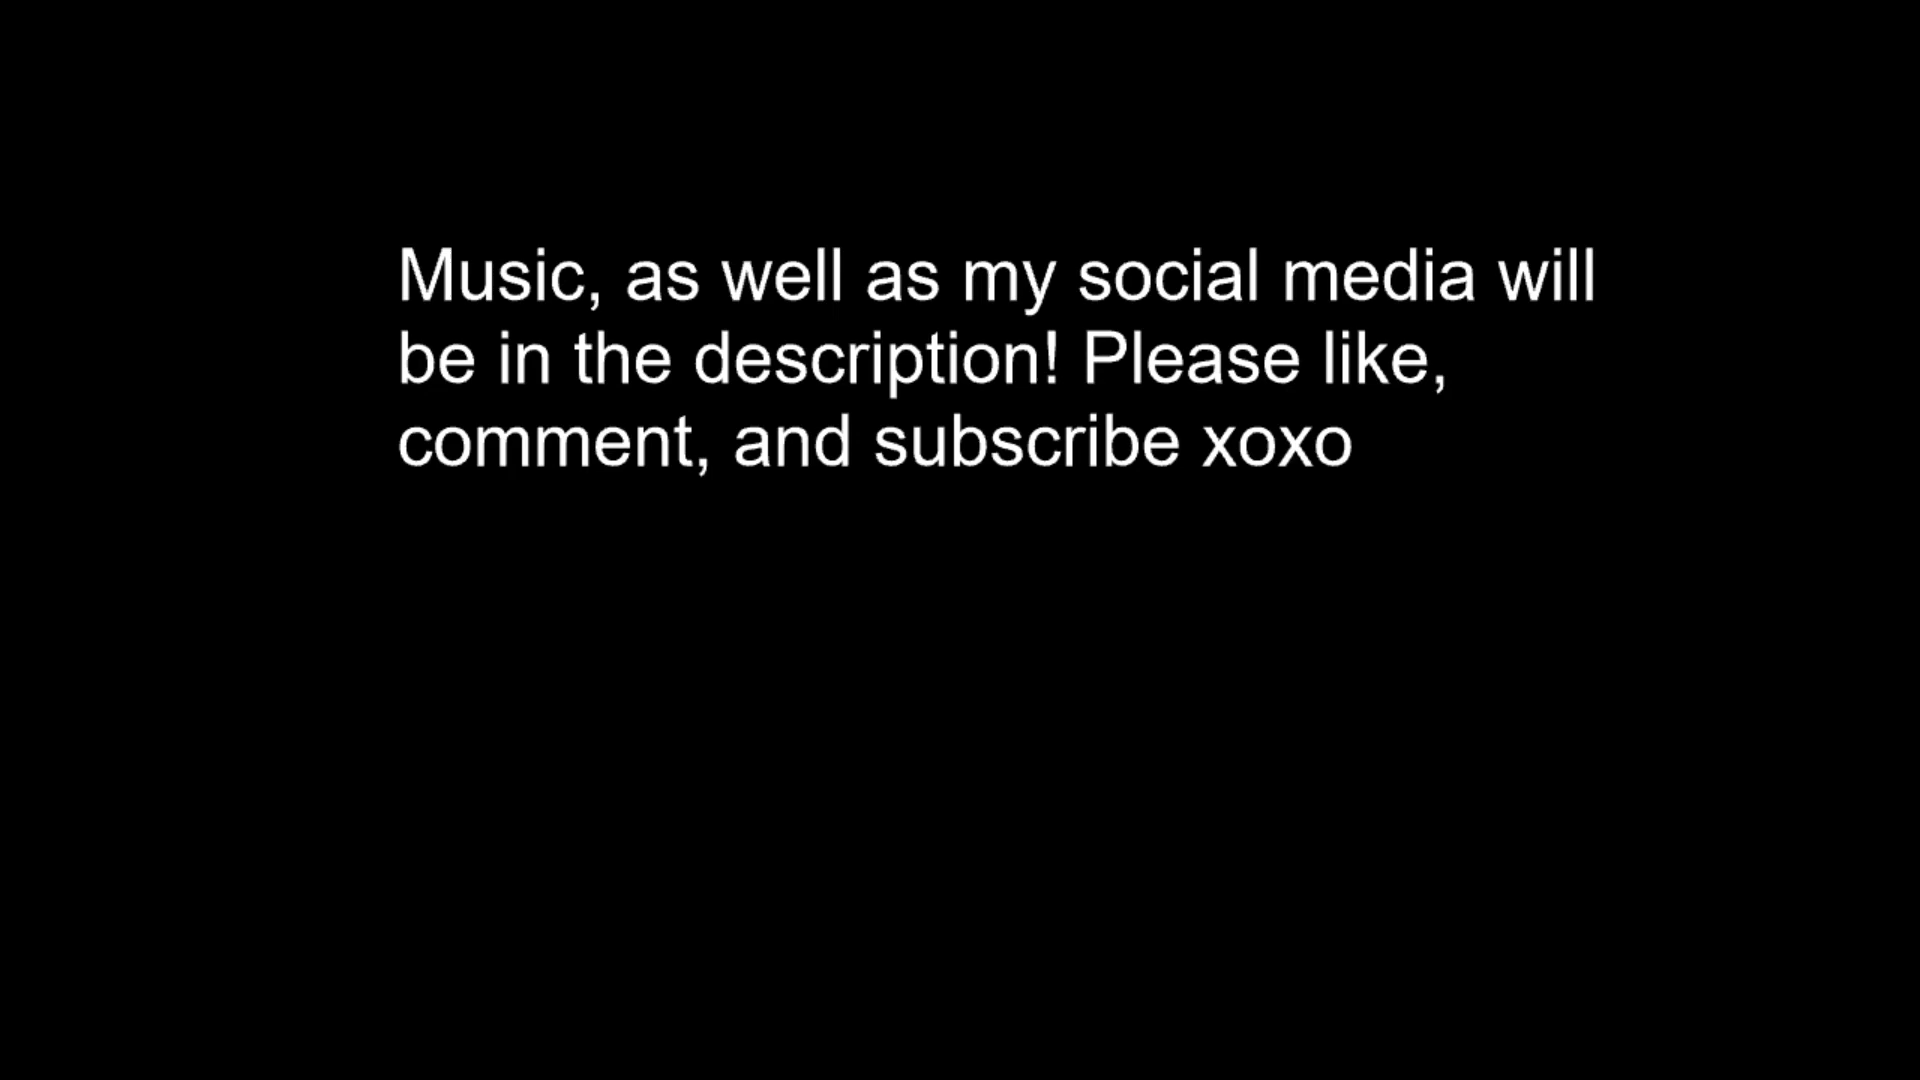 Music, as well as my social media will
be in the description! Please like,
comment, and subscribe xoxo